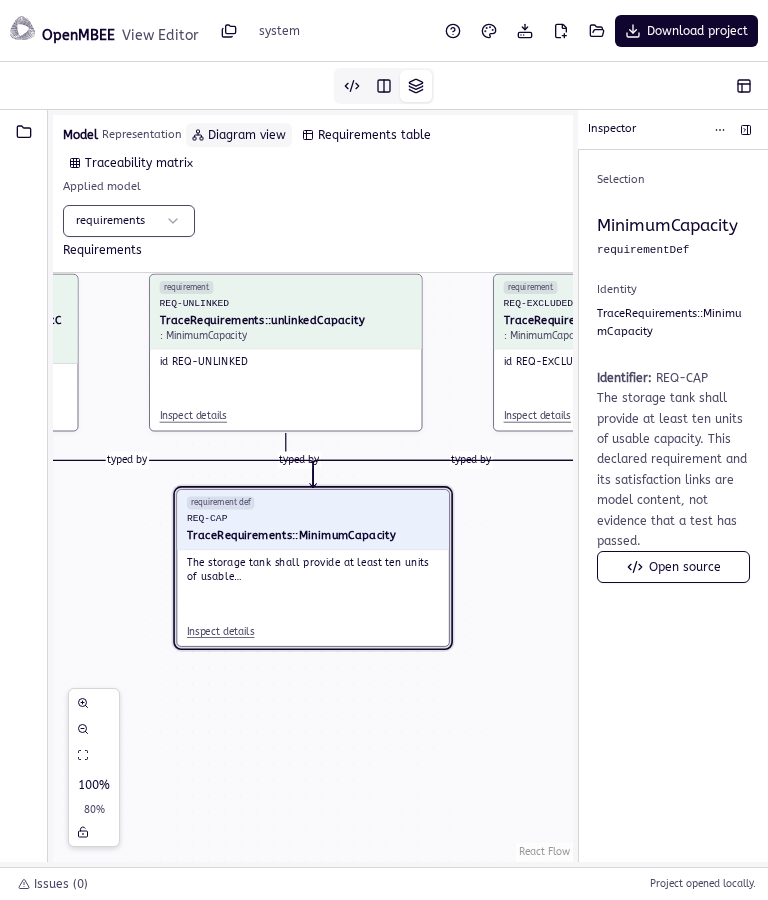 OpenMBEE View Editor
system
Download project
Model Representation Diagram view Requirements table
Traceability matrix
Applied model
requirements
Requirements
requirement
REQ-UNLINKED
TraceRequirements::unlinkedCapacity
: MinimumCapacity
id REQ-UNLINKED
Inspect details
requirement
REQ-EXCLUDED
TraceRequire
: MinimumCapacity
id REQ-EXCLU
Inspect details
typed by
typed by
typed by
requirement def
REQ-CAP
TraceRequirements::MinimumCapacity
The storage tank shall provide at least ten units
of usable...
Inspect details
100%
80%
React Flow
Inspector
Selection
MinimumCapacity
requirementDef
Identity
TraceRequirements::Minimu
mCapacity
Identifier: REQ-CAP
The storage tank shall
provide at least ten units
of usable capacity. This
declared requirement and
its satisfaction links are
model content, not
evidence that a test has
passed.
Open source
Issues (0)
Project opened locally.